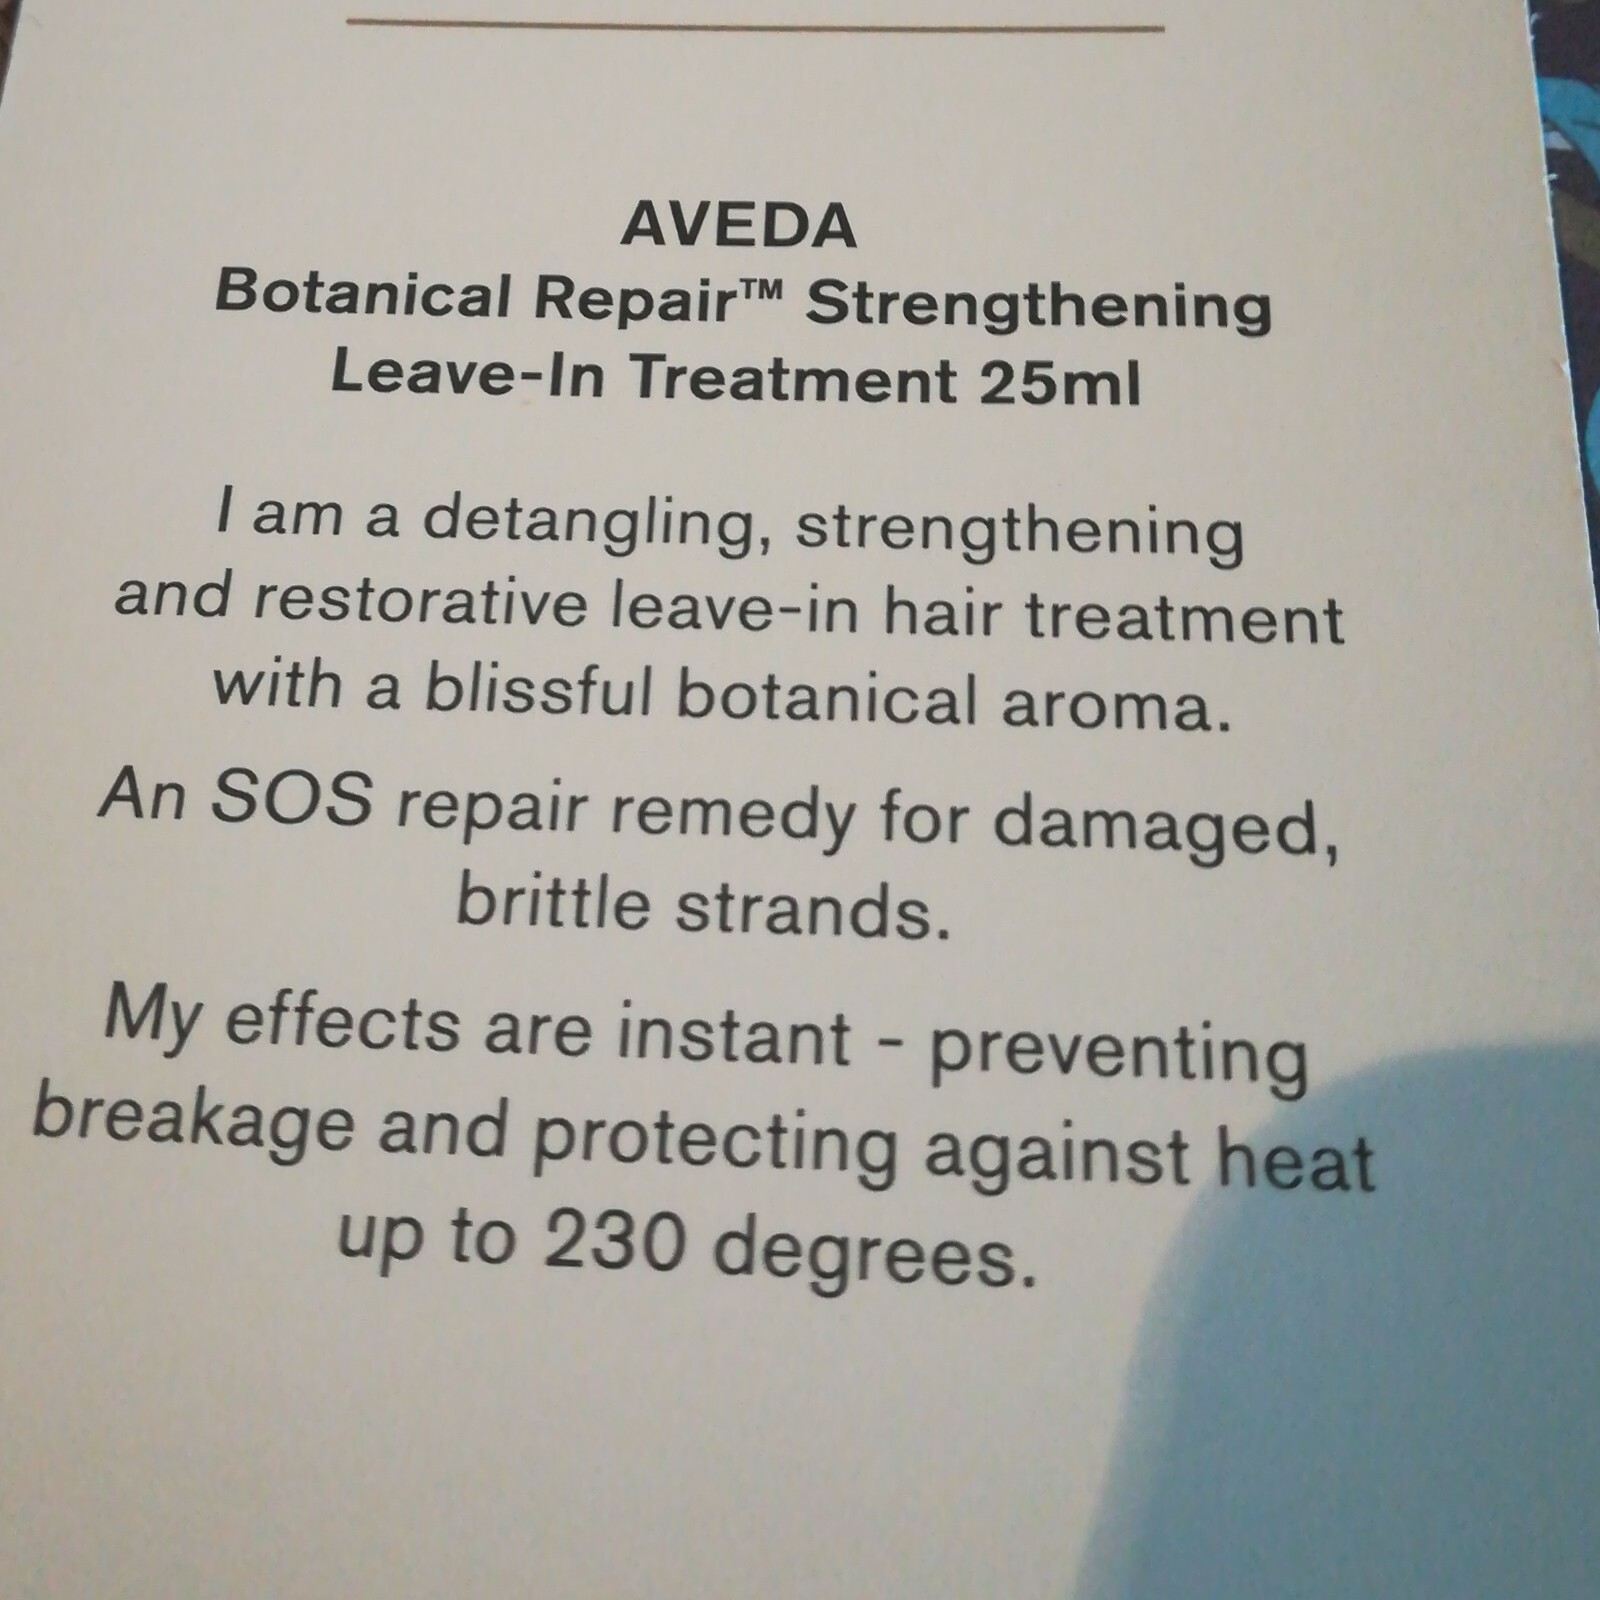 AVEDA
Botanical Repair™ Strengthening
Leave-In Treatment 25ml
I am a detangling, strengthening
and restorative leave-in hair treatment
with a blissful botanical aroma.
An SOS repair remedy for damaged,
brittle strands.
My effects are instant - preventing
breakage and protecting against heat
up to 230 degrees.